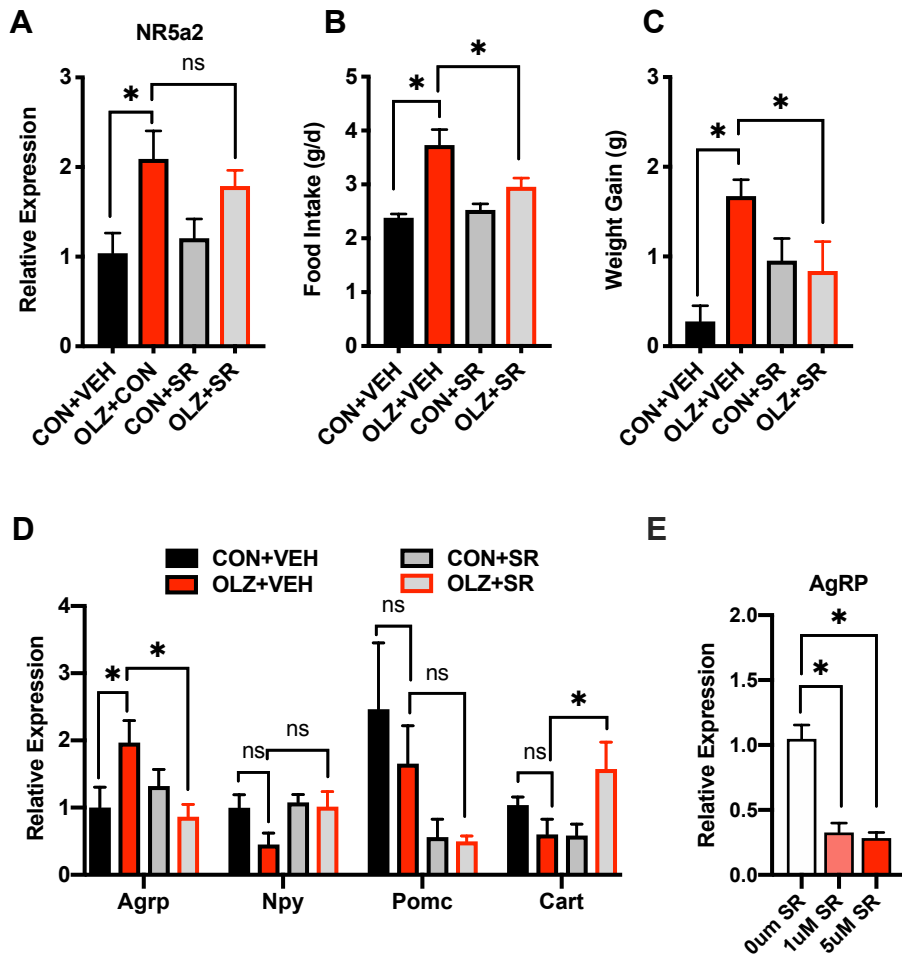 A
NR5a2
Relative Expression
3
2
1
0
*
ns
CON+VEH
OLZ+CON
CON+SR
OLZ+SR
B
Food Intake (g/d)
5
4
3
2
1
0
*
*
CON+VEH
OLZ+VEH
CON+SR
OLZ+SR
C
Weight Gain (g)
3
2
1
0
*
*
CON+VEH
OLZ+VEH
CON+SR
OLZ+SR
D
CON+VEH
OLZ+VEH
CON+SR
OLZ+SR
Relative Expression
4
3
2
1
0
*
*
ns
ns
ns
ns
ns
*
Agrp
Npy
Pomc
Cart
E
AgRP
Relative Expression
2.0
1.5
1.0
0.5
0.0
*
*
0um SR
1uM SR
5uM SR